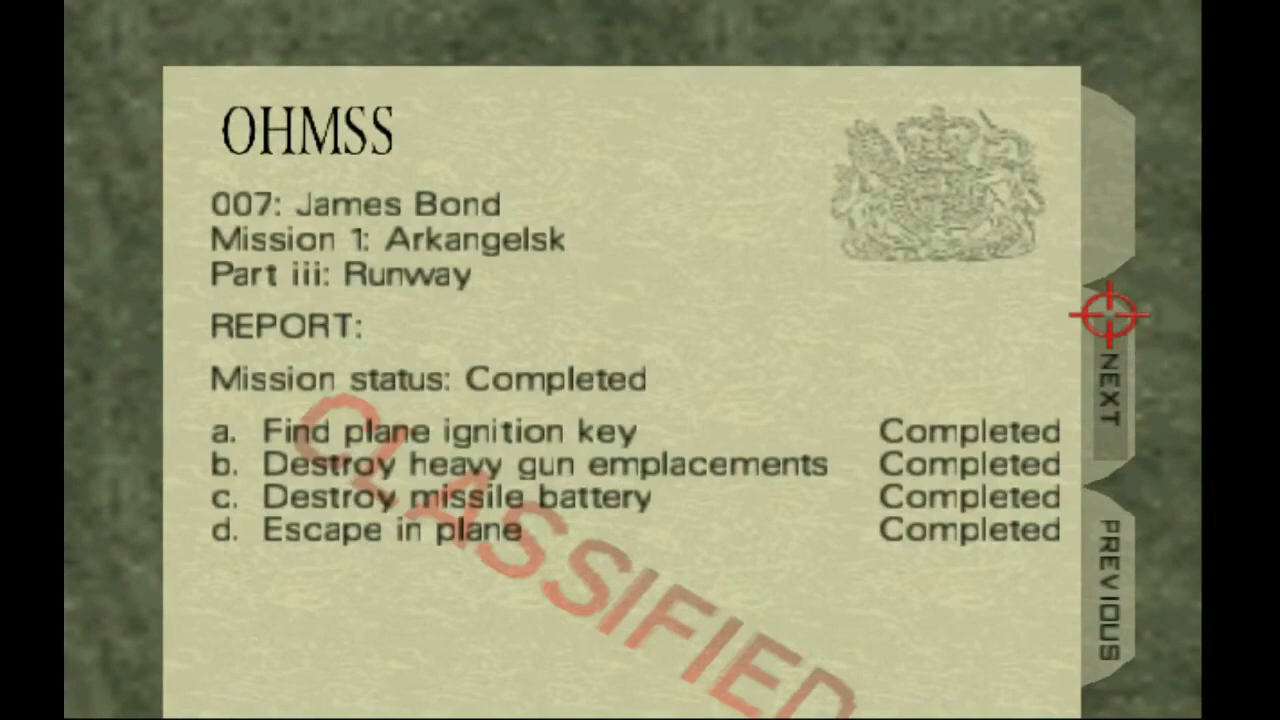 OHMSS
007: James Bond
Mission 1: Arkangelsk
Part iii: Runway
REPORT:
Mission status: Completed
a. Find plane ignition key Completed
b. Destroy heavy gun emplacements Completed
c. Destroy missile battery Completed
d. Escape in plane Completed
CLASSIFIED
NEXT
PREVIOUS